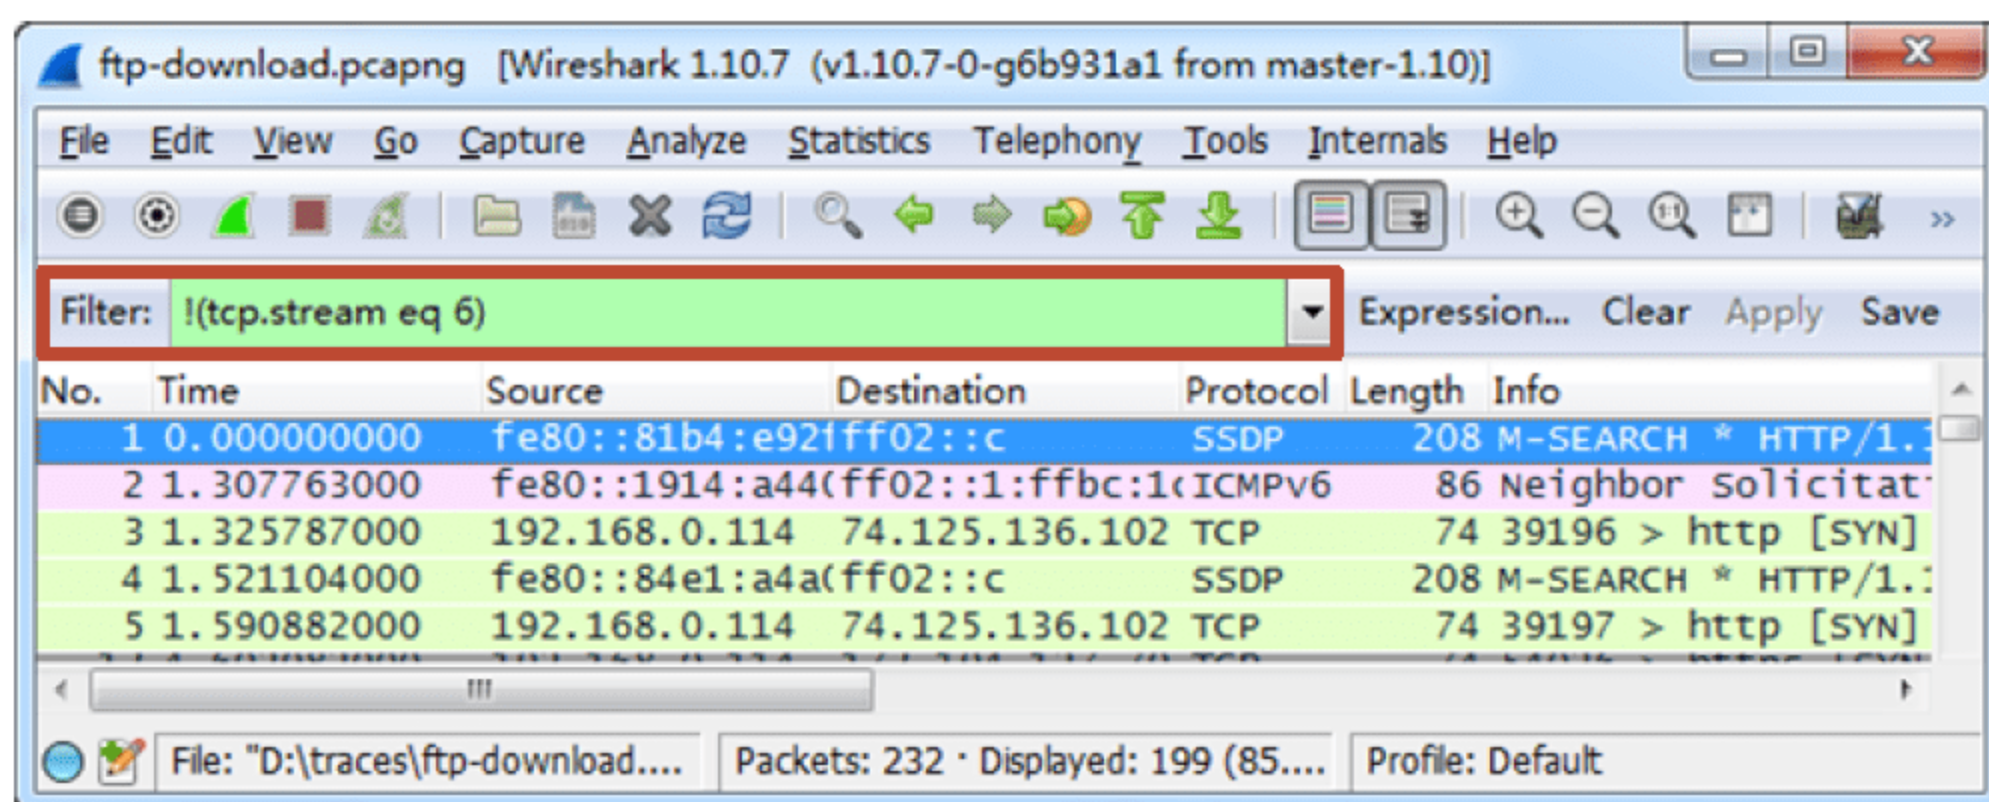 ftp-download.pcapng [Wireshark 1.10.7 (v1.10.7-0-g6b931a1 from master-1.10)]
File Edit View Go Capture Analyze Statistics Telephony Tools Internals Help
Filter: !(tcp.stream eq 6) Expression... Clear Apply Save
No. Time Source Destination Protocol Length Info
1 0.000000000 fe80::81b4:e92 ff02::c SSDP 208 M-SEARCH * HTTP/1.
2 1.307763000 fe80::1914:a44 ff02::1:ffbc:1 ICMPv6 86 Neighbor Solicitat
3 1.325787000 192.168.0.114 74.125.136.102 TCP 74 39196 > http [SYN]
4 1.521104000 fe80::84e1:a4a ff02::c SSDP 208 M-SEARCH * HTTP/1.
5 1.590882000 192.168.0.114 74.125.136.102 TCP 74 39197 > http [SYN]
File: "D:\traces\ftp-download.... Packets: 232 · Displayed: 199 (85.... Profile: Default